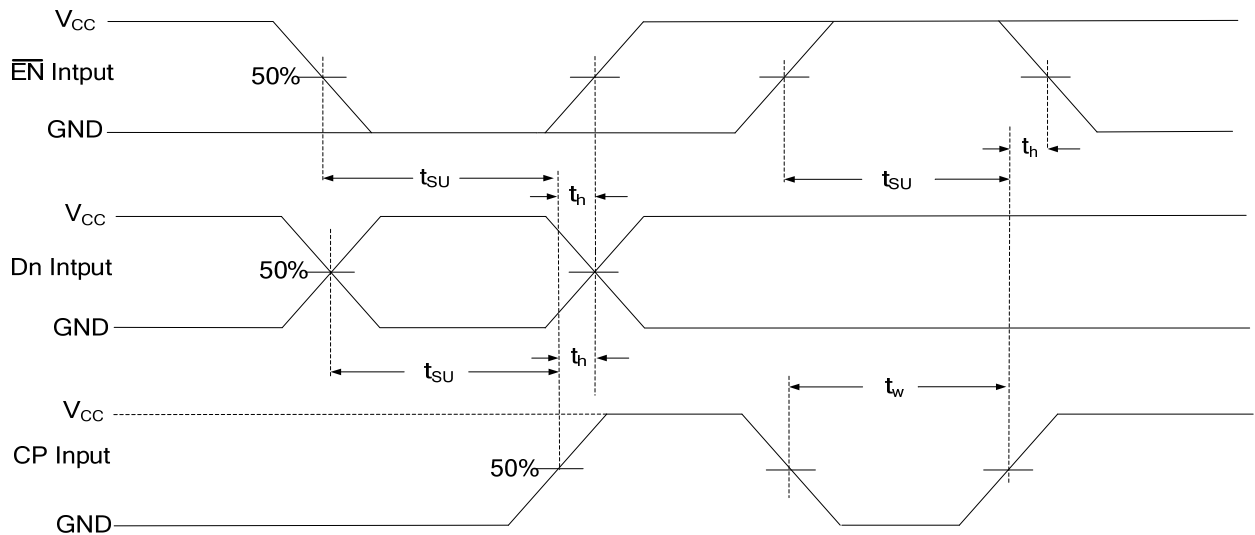 VCC
EN Intput
50%
GND
th
tSU
tSU
th
VCC
Dn Intput
50%
GND
th
tSU
tw
VCC
CP Input
50%
GND